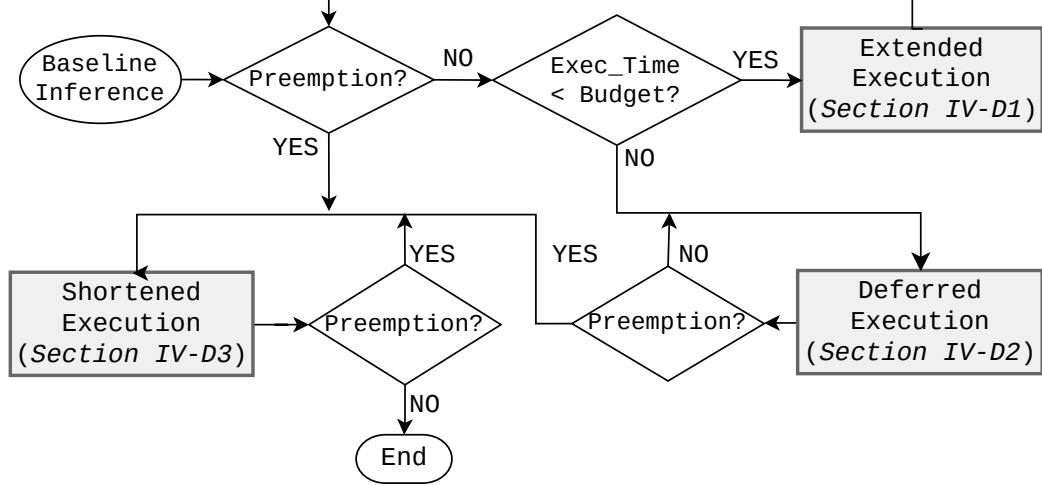 Baseline
Inference
Preemption?
NO
Exec_Time
< Budget?
YES
Extended
Execution
(Section IV-D1)
YES
NO
Shortened
Execution
(Section IV-D3)
YES
Preemption?
NO
End
YES
NO
Preemption?
Deferred
Execution
(Section IV-D2)